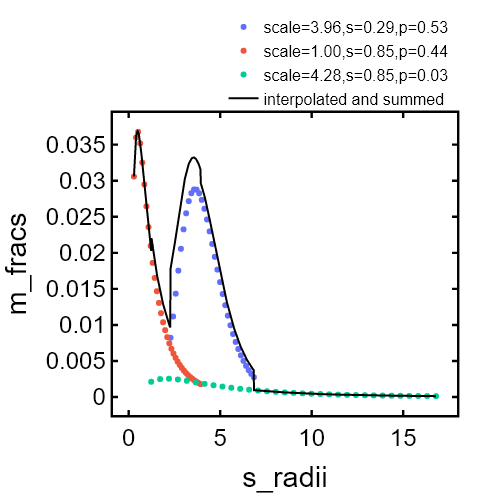 scale=3.96,s=0.29,p=0.53
scale=1.00,s=0.85,p=0.44
scale=4.28,s=0.85,p=0.03
interpolated and summed
0.035
0.03
0.025
0.02
0.015
0.01
0.005
0
m_fracs
0 5 10 15
s_radii